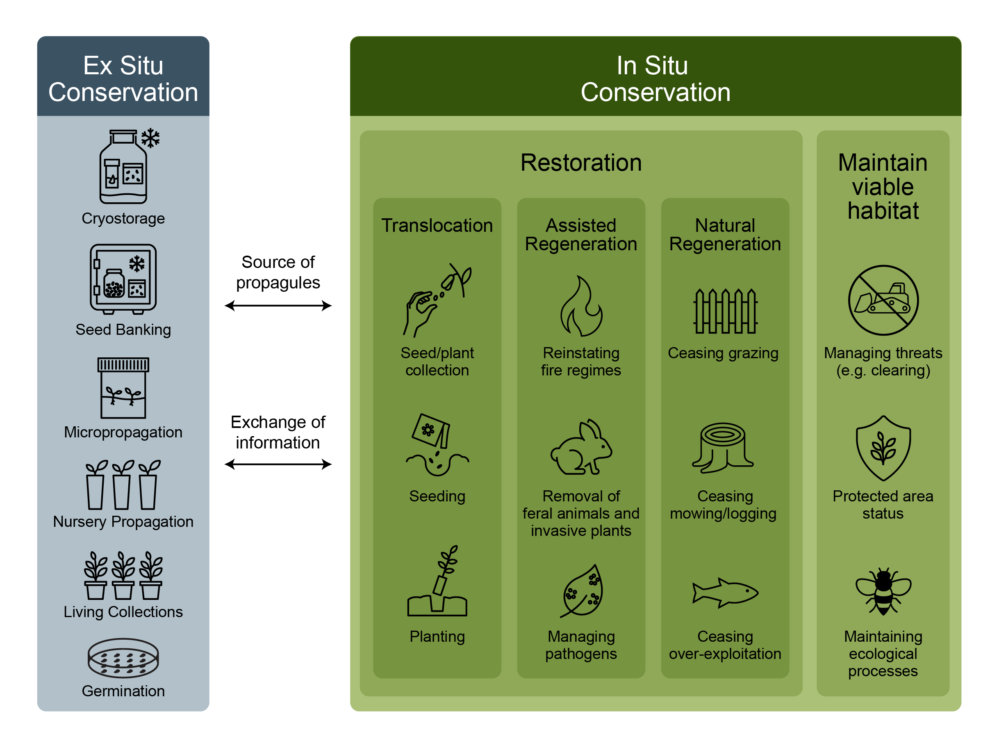 Ex Situ
Conservation
Cryostorage
Seed Banking
Micropropagation
Nursery Propagation
Living Collections
Germination
Source of
propagules
Exchange of
information
In Situ
Conservation
Restoration
Translocation
Seed/plant
collection
Seeding
Planting
Assisted
Regeneration
Reinstating
fire regimes
Removal of
feral animals and
invasive plants
Managing
pathogens
Natural
Regeneration
Ceasing grazing
Ceasing
mowing/logging
Ceasing
over-exploitation
Maintain
viable
habitat
Managing threats
(e.g. clearing)
Protected area
status
Maintaining
ecological
processes